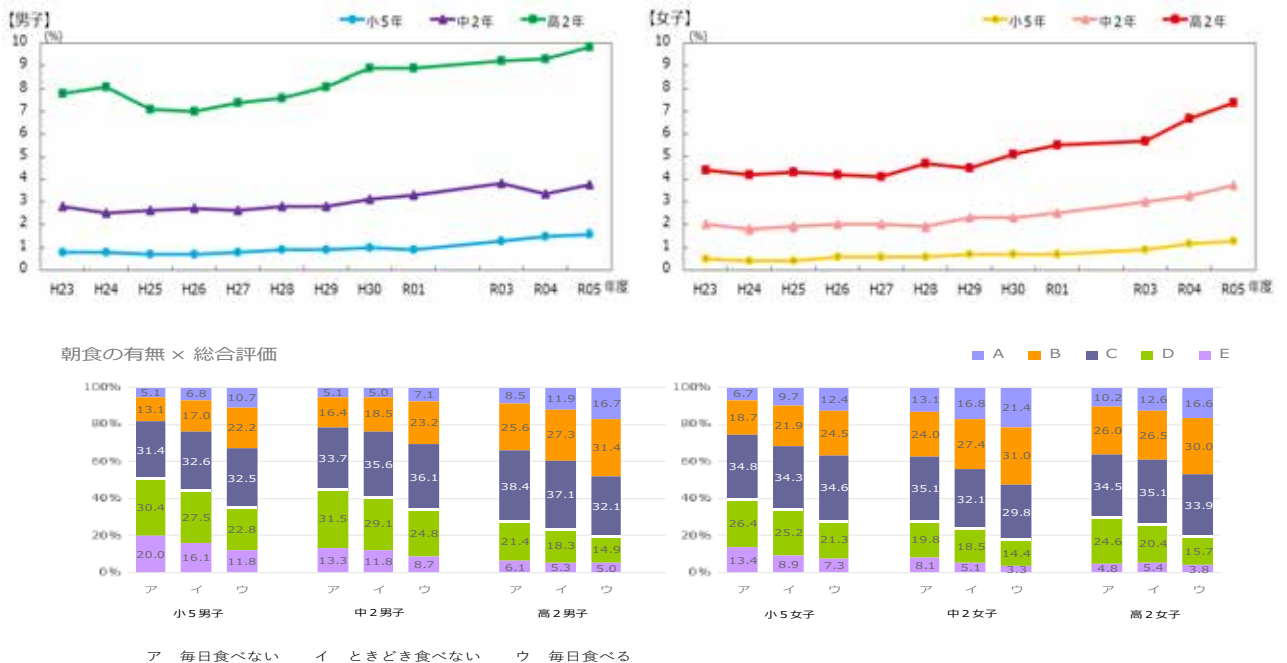 【男子】 小5年 中2年 高2年
(%)
10
9
8
7
6
5
4
3
2
1
0
H23 H24 H25 H26 H27 H28 H29 H30 R01 R03 R04 R05 年度
【女子】 小5年 中2年 高2年
(%)
10
9
8
7
6
5
4
3
2
1
0
H23 H24 H25 H26 H27 H28 H29 H30 R01 R03 R04 R05 年度
朝食の有無 × 総合評価
A B C D E
100%
80%
60%
40%
20%
0%
5.1 6.8 10.7 5.1 5.0 7.1 8.5 11.9 16.7
13.1 17.0 22.2 16.4 18.5 23.2 25.6 27.3 31.4
31.4 32.6 32.5 33.7 35.6 36.1 38.4 37.1 32.1
30.4 27.5 22.8 31.5 29.1 24.8 21.4 18.3 14.9
20.0 16.1 11.8 13.3 11.8 8.7 6.1 5.3 5.0
ア イ ウ ア イ ウ ア イ ウ
小5男子 中2男子 高2男子
100%
80%
60%
40%
20%
0%
6.7 9.7 12.4 13.1 16.8 21.4 10.2 12.6 16.6
18.7 21.9 24.5 24.0 27.4 31.0 26.0 26.5 30.0
34.8 34.3 34.6 35.1 32.1 29.8 34.5 35.1 33.9
26.4 25.2 21.3 19.8 18.5 14.4 24.6 20.4 15.7
13.4 8.9 7.3 8.1 5.1 3.3 4.8 5.4 3.8
ア イ ウ ア イ ウ ア イ ウ
小5女子 中2女子 高2女子
ア 毎日食べない イ ときどき食べない ウ 毎日食べる